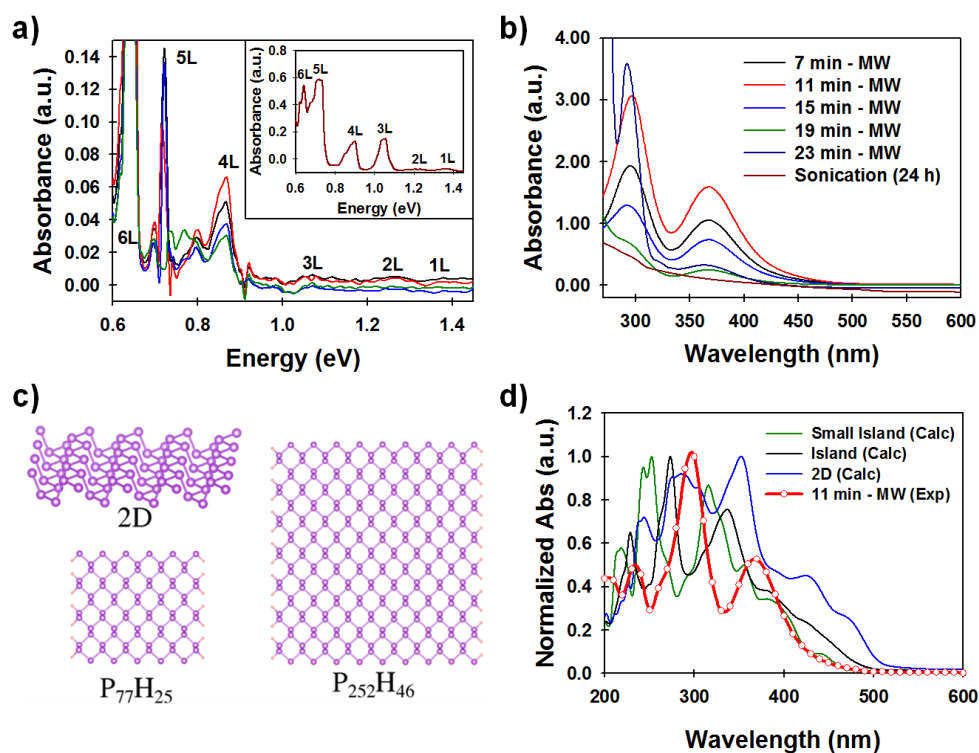 a)
Absorbance (a.u.)
0.14
0.12
0.10
0.08
0.06
0.04
0.02
0.00
5L
4L
6L
3L
2L
1L
0.6
0.8
1.0
1.2
1.4
Energy (eV)
Absorbance (a.u.)
0.8
0.6
0.4
0.2
0.0
6L
5L
4L
3L
2L
1L
0.6
0.8
1.0
1.2
1.4
Energy (eV)
b)
Absorbance (a.u.)
4.00
3.00
2.00
1.00
0.00
7 min - MW
11 min - MW
15 min - MW
19 min - MW
23 min - MW
Sonication (24 h)
300
350
400
450
500
550
600
Wavelength (nm)
c)
2D
P77H25
P252H46
d)
Normalized Abs (a.u.)
1.2
1.0
0.8
0.6
0.4
0.2
0.0
Small Island (Calc)
Island (Calc)
2D (Calc)
11 min - MW (Exp)
200
300
400
500
600
Wavelength (nm)